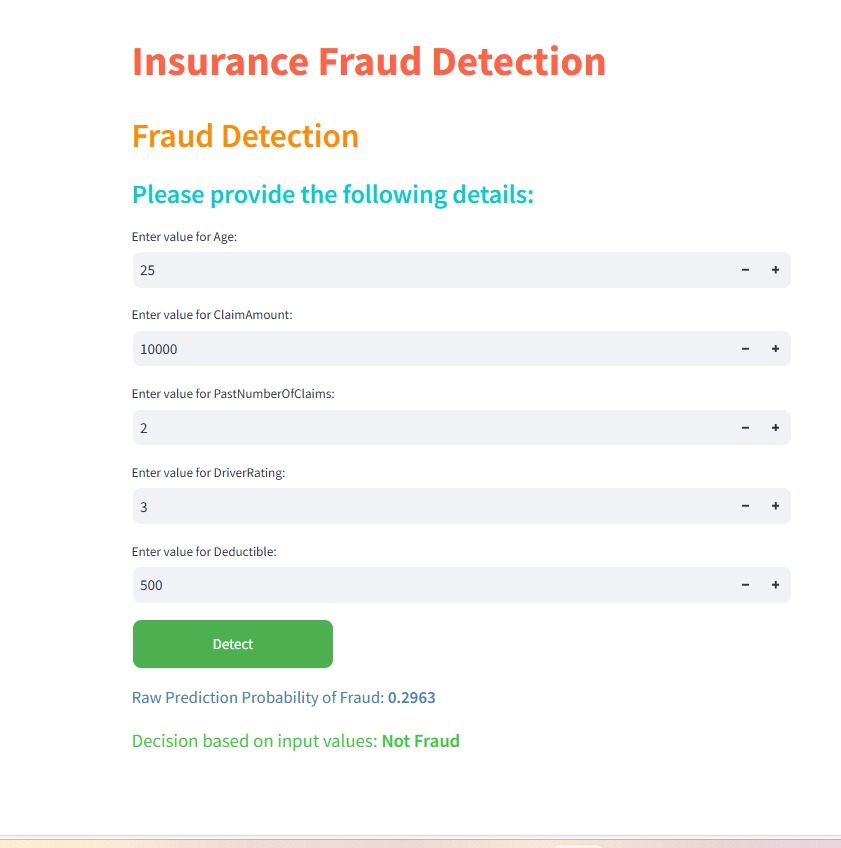 Insurance Fraud Detection
Fraud Detection
Please provide the following details:
Enter value for Age:
25
Enter value for ClaimAmount:
10000
Enter value for PastNumberOfClaims:
2
Enter value for DriverRating:
3
Enter value for Deductible:
500
Detect
Raw Prediction Probability of Fraud: 0.2963
Decision based on input values: Not Fraud